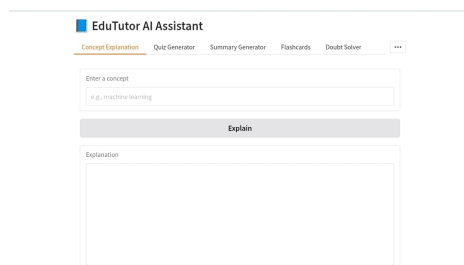 📘 EduTutor AI Assistant
Concept Explanation Quiz Generator Summary Generator Flashcards Doubt Solver ...
Enter a concept
e.g., machine learning
Explain
Explanation